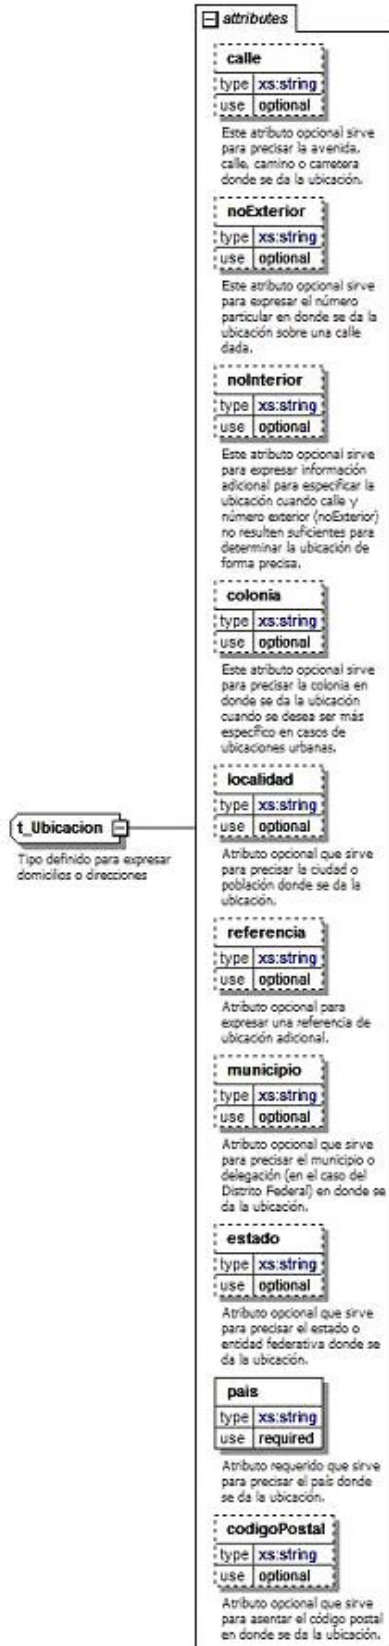 attributes
calle
type xs:string
use optional
Este atributo opcional sirve
para precisar la avenida,
calle, camino o carretera
donde se da la ubicación.
noExterior
type xs:string
use optional
Este atributo opcional sirve
para expresar el número
particular en donde se da la
ubicación sobre una calle
dada.
noInterior
type xs:string
use optional
Este atributo opcional sirve
para expresar información
adicional para especificar la
ubicación cuando calle y
número exterior (noExterior)
no resulten suficientes para
determinar la ubicación de
forma precisa.
colonia
type xs:string
use optional
Este atributo opcional sirve
para precisar la colonia en
donde se da la ubicación
cuando se desea ser más
específico en casos de
ubicaciones urbanas.
localidad
type xs:string
use optional
Atributo opcional que sirve
para precisar la ciudad o
población donde se da la
ubicación.
t_Ubicacion
Tipo definido para expresar
domicilios o direcciones
referencia
type xs:string
use optional
Atributo opcional para
expresar una referencia de
ubicación adicional.
municipio
type xs:string
use optional
Atributo opcional que sirve
para precisar el municipio o
delegación (en el caso del
Distrito Federal) en donde se
da la ubicación.
estado
type xs:string
use optional
Atributo opcional que sirve
para precisar el estado o
entidad federativa donde se
da la ubicación.
pais
type xs:string
use required
Atributo requerido que sirve
para precisar el país donde
se da la ubicación.
codigoPostal
type xs:string
use optional
Atributo opcional que sirve
para asentar el código postal
en donde se da la ubicación.